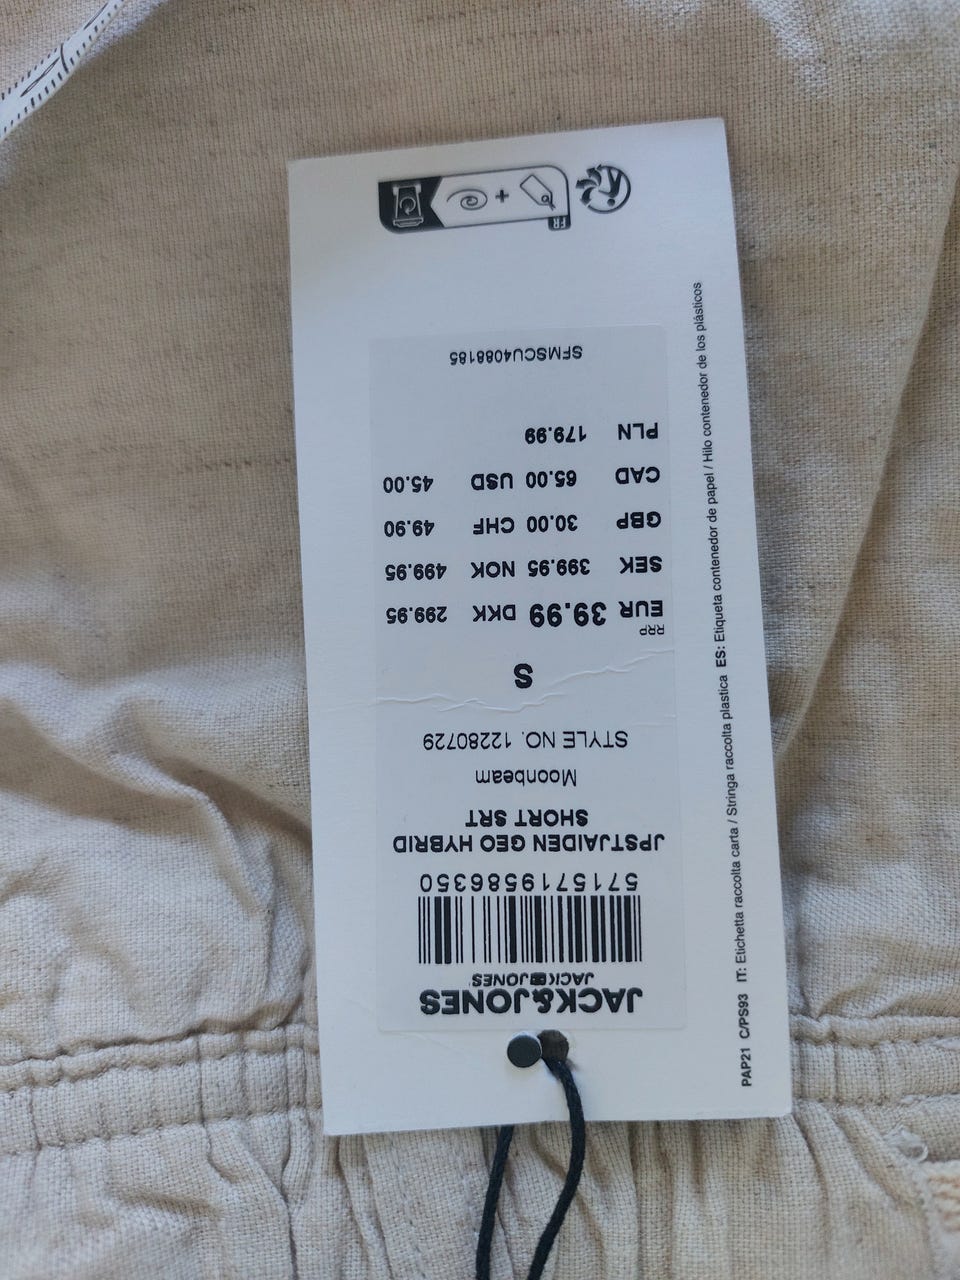 JACK&JONES
JACK JONES
5715719586350
JPSTJAIDEN GEO HYBRID
SHORT SRT
Moonbeam
STYLE NO. 12280729
S
RRP
EUR 39.99 DKK 299.95
SEK 399.95 NOK 499.95
GBP 30.00 CHF 49.90
CAD 65.00 USD 45.00
PLN 179.99
SFMSCU4088185
FR
PAP21 C/PS93 IT: Etichetta raccolta carta / Stringa raccolta plastica ES: Etiqueta contenedor de papel / Hilo contenedor de los plásticos